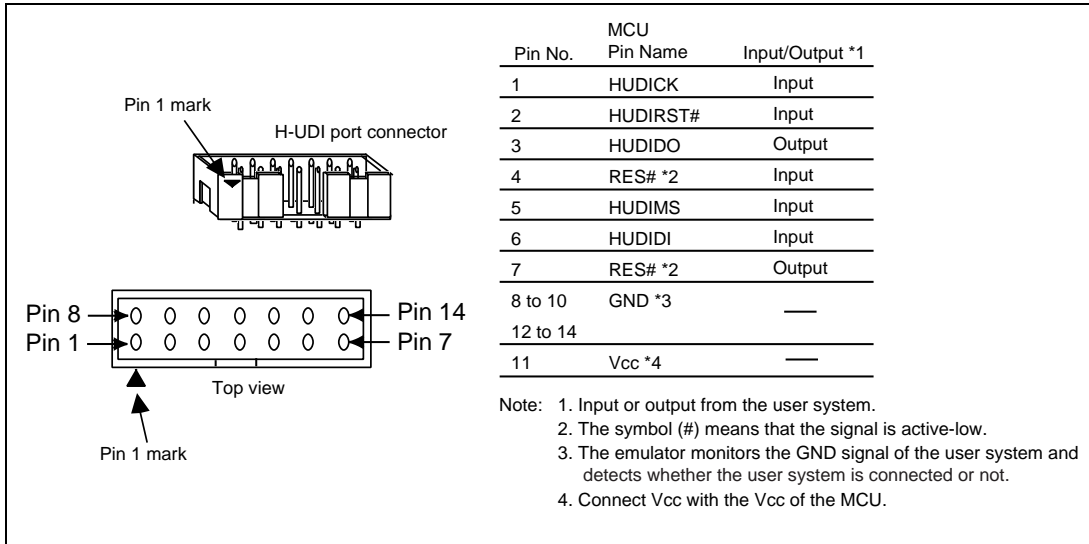 Pin 1 mark
H-UDI port connector
Pin 8
Pin 1
Pin 14
Pin 7
Top view
Pin 1 mark
MCU
Pin No. Pin Name Input/Output *1
1 HUDICK Input
2 HUDIRST# Input
3 HUDIDO Output
4 RES# *2 Input
5 HUDIMS Input
6 HUDIDI Input
7 RES# *2 Output
8 to 10 GND *3 —
12 to 14
11 Vcc *4 —
Note: 1. Input or output from the user system.
2. The symbol (#) means that the signal is active-low.
3. The emulator monitors the GND signal of the user system and
detects whether the user system is connected or not.
4. Connect Vcc with the Vcc of the MCU.